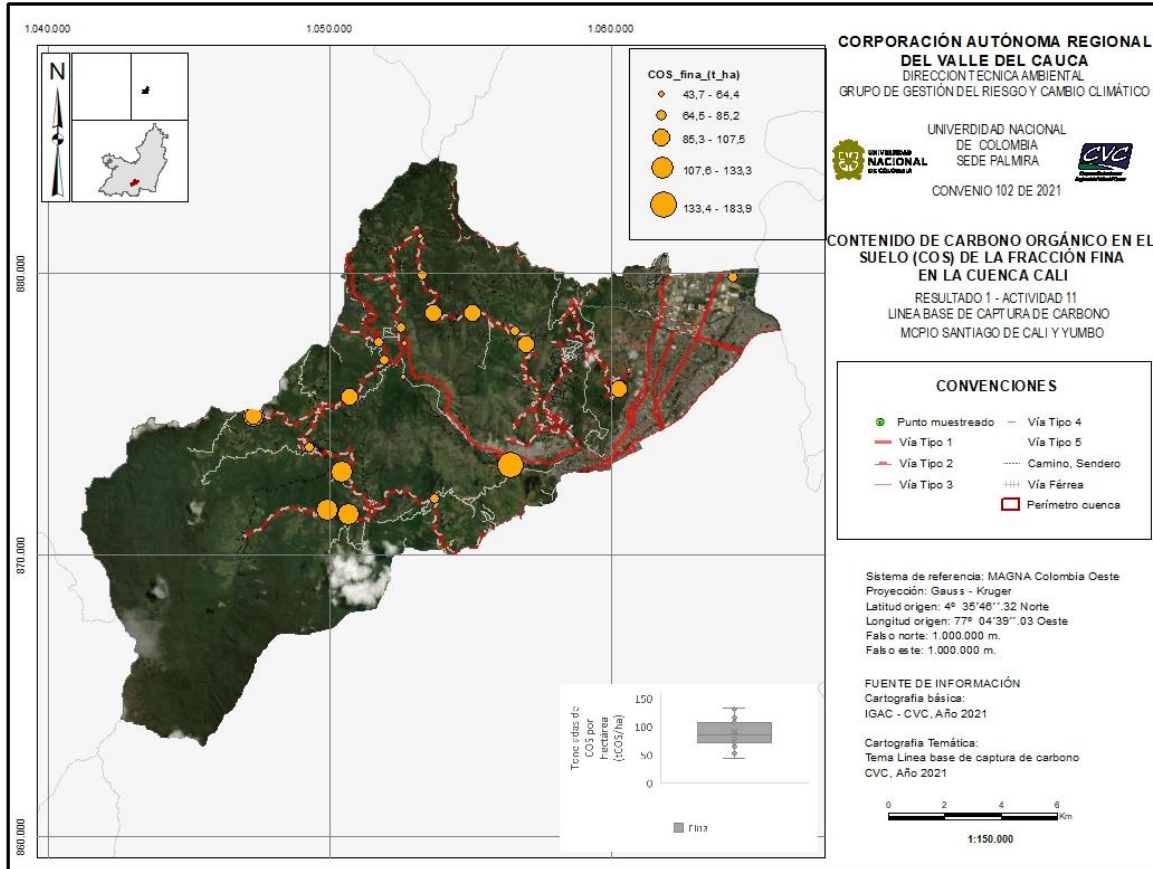 1.040.000
1.050.000
1.060.000
N
COS_fina_(t_ha)
43,7 - 64,4
64,5 - 85,2
85,3 - 107,5
107,6 - 133,3
133,4 - 183,9
880.000
870.000
860.000
Toneladas de
COS por
hectárea
(tCOS/ha)
150
100
50
0
Fina
CORPORACIÓN AUTÓNOMA REGIONAL
DEL VALLE DEL CAUCA
DIRECCION TECNICA AMBIENTAL
GRUPO DE GESTIÓN DEL RIESGO Y CAMBIO CLIMÁTICO
UNIVERSIDAD
NACIONAL
DE COLOMBIA
UNIVERDIDAD NACIONAL
DE COLOMBIA
SEDE PALMIRA
CVC
CONVENIO 102 DE 2021
CONTENIDO DE CARBONO ORGÁNICO EN EL
SUELO (COS) DE LA FRACCIÓN FINA
EN LA CUENCA CALI
RESULTADO 1 - ACTIVIDAD 11
LINEA BASE DE CAPTURA DE CARBONO
MCPIO SANTIAGO DE CALI Y YUMBO
CONVENCIONES
Punto muestreado
Vía Tipo 1
Vía Tipo 2
Vía Tipo 3
Vía Tipo 4
Vía Tipo 5
Camino, Sendero
Vía Férrea
Perímetro cuenca
Sistema de referencia: MAGNA Colombia Oeste
Proyección: Gauss - Kruger
Latitud origen: 4º 35'46''.32 Norte
Longitud origen: 77º 04'39''.03 Oeste
Falso norte: 1.000.000 m.
Falso este: 1.000.000 m.
FUENTE DE INFORMACIÓN
Cartografia básica:
IGAC - CVC, Año 2021
Cartografia Temática:
Tema Linea base de captura de carbono
CVC, Año 2021
0 2 4 6
Km
1:150.000